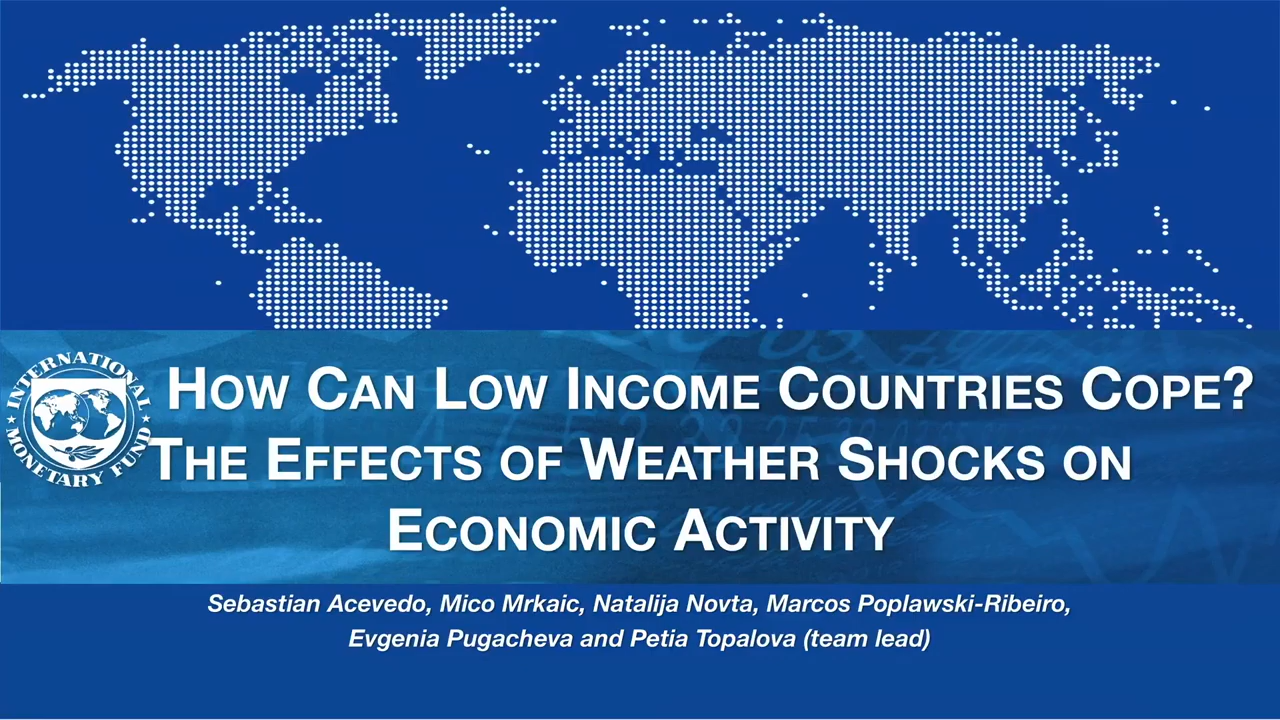 INTERNATIONAL
MONETARY FUND
HOW CAN LOW INCOME COUNTRIES COPE?
THE EFFECTS OF WEATHER SHOCKS ON
ECONOMIC ACTIVITY
Sebastian Acevedo, Mico Mrkaic, Natalija Novta, Marcos Poplawski-Ribeiro,
Evgenia Pugacheva and Petia Topalova (team lead)